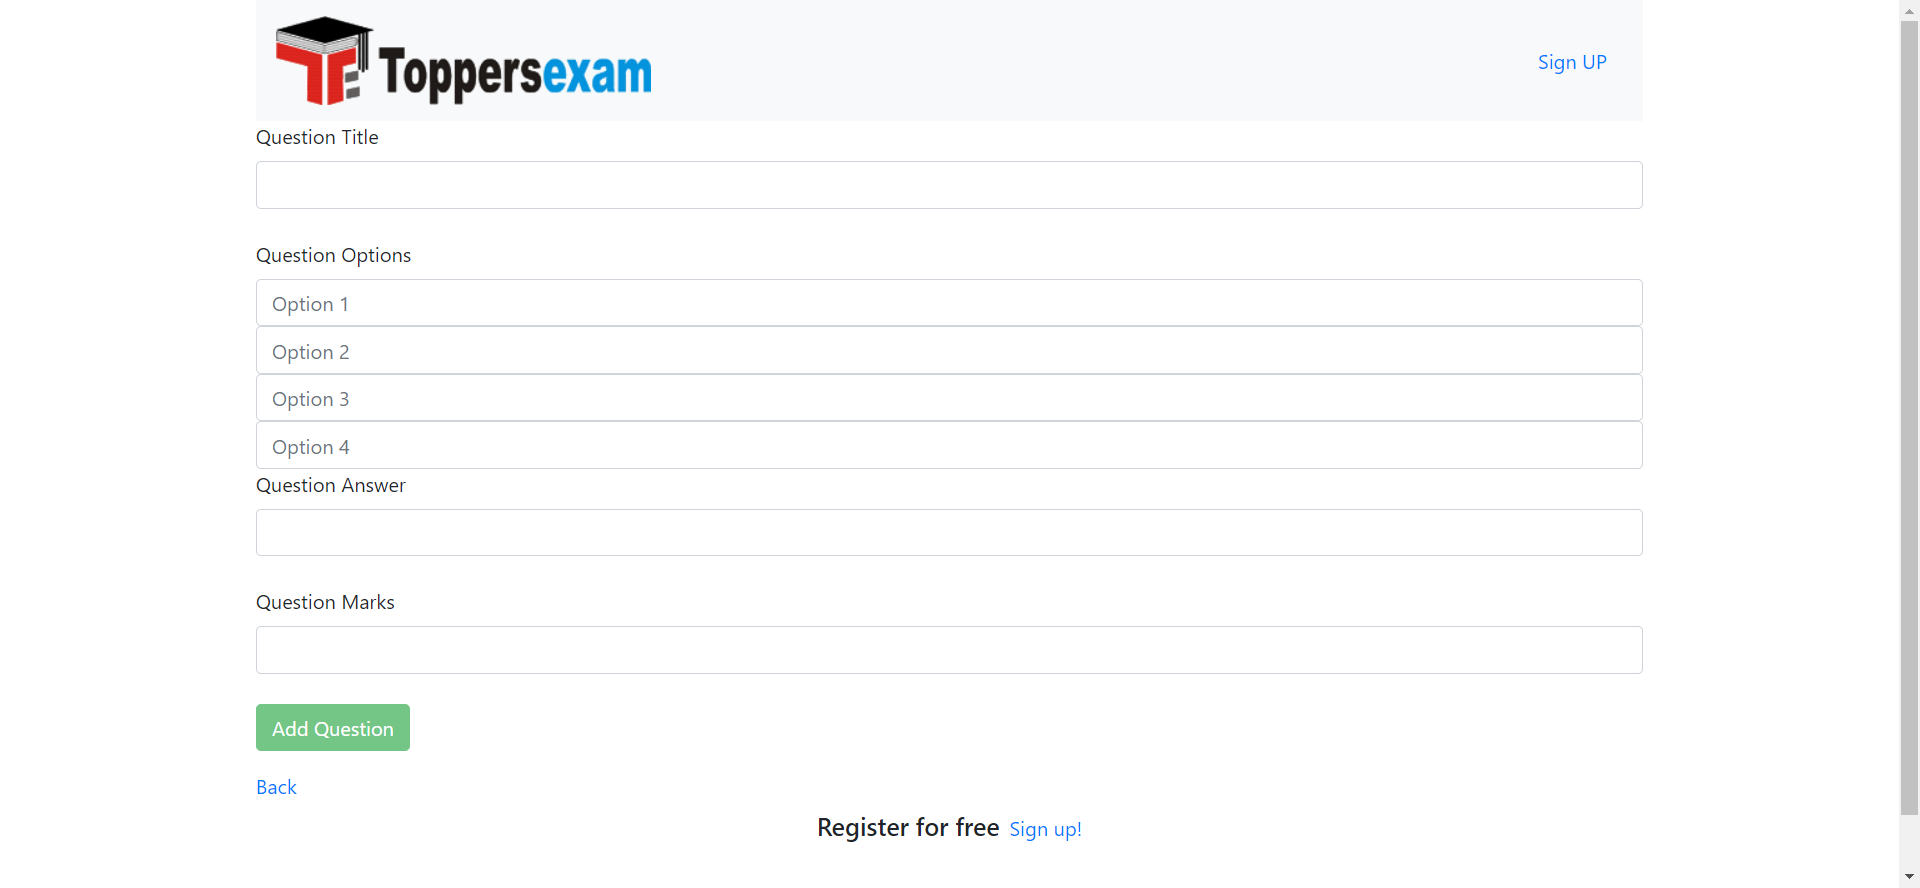 Toppersexam
Sign UP
Question Title
Question Options
Option 1
Option 2
Option 3
Option 4
Question Answer
Question Marks
Add Question
Back
Register for free Sign up!